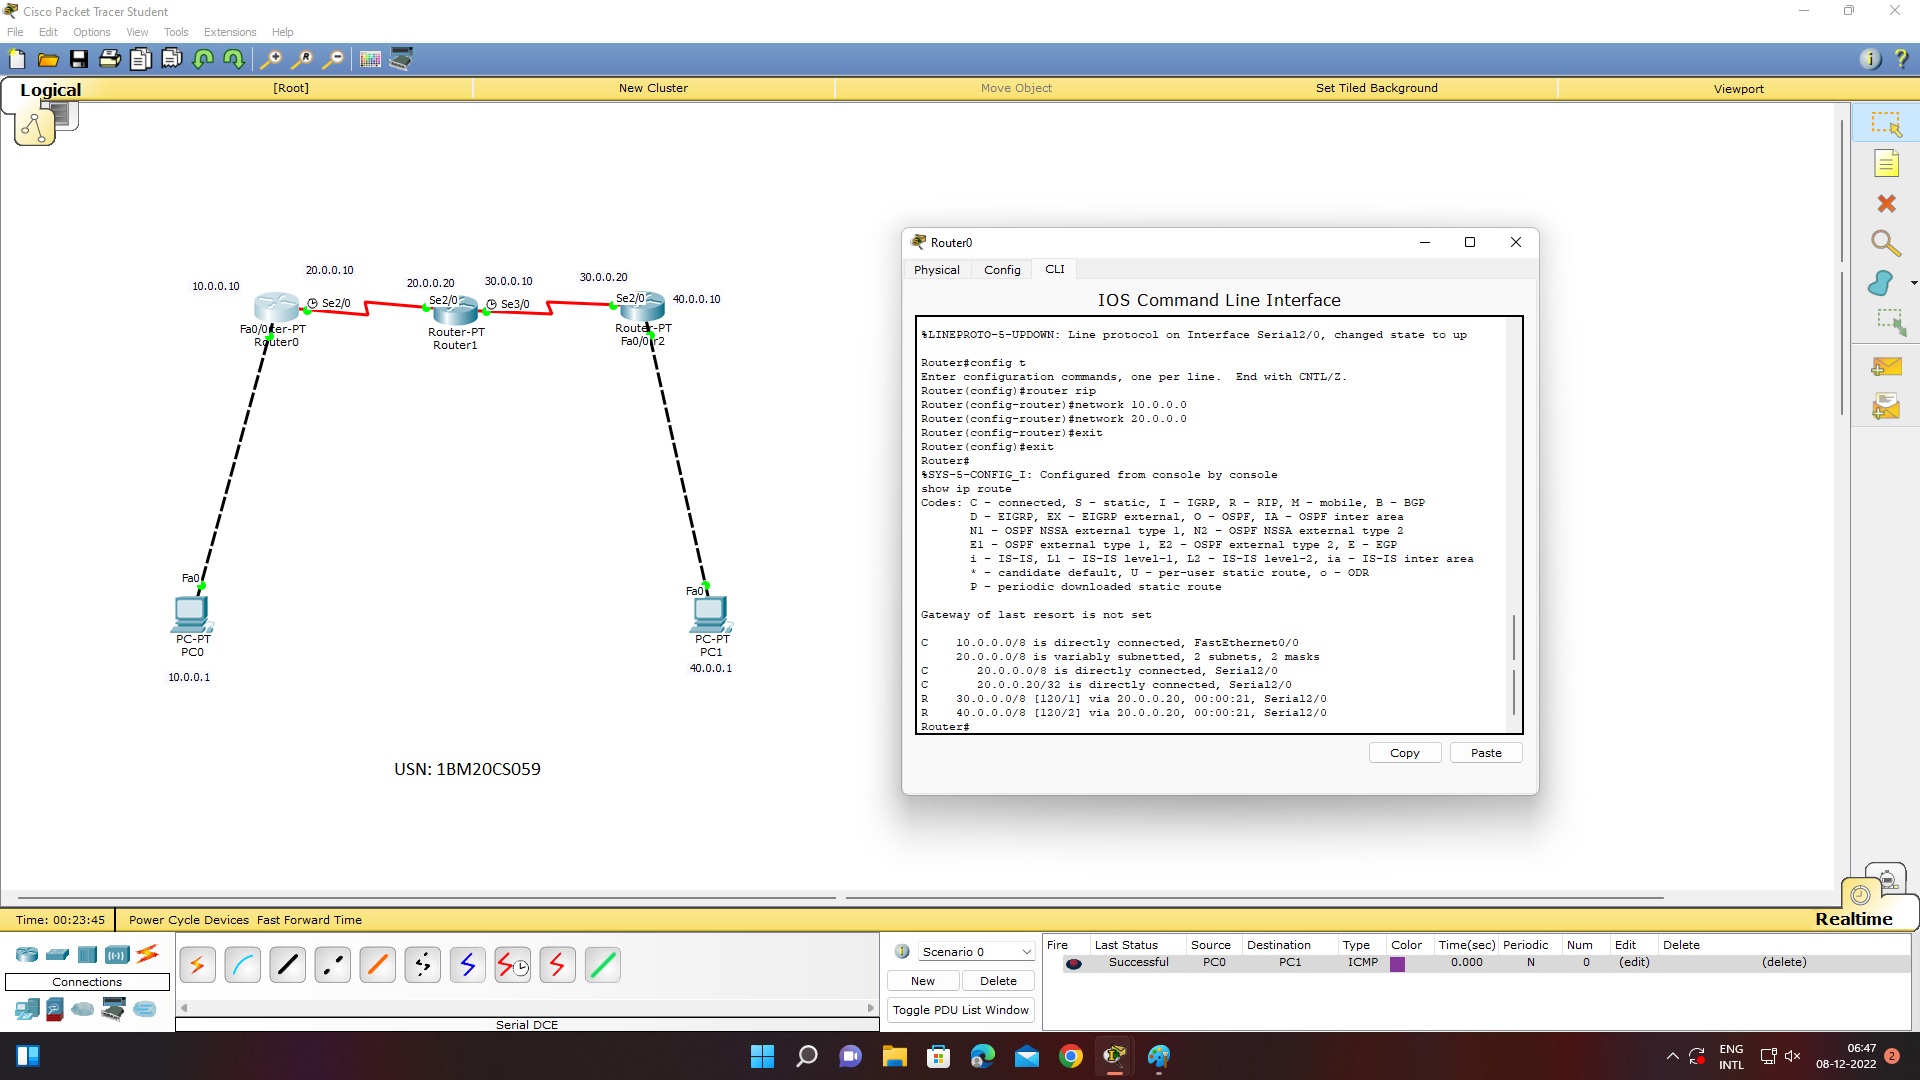 Cisco Packet Tracer Student
File Edit Options View Tools Extensions Help
Logical [Root] New Cluster Move Object Set Tiled Background Viewport
10.0.0.10
20.0.0.10
20.0.0.20
30.0.0.10
30.0.0.20
40.0.0.10
Se2/0
Se2/0
Se3/0
Se2/0
Fa0/0
Router-PT
Router0
Router-PT
Router1
Router-PT
Fa0/0
Fa0
PC-PT
PC0
10.0.0.1
Fa0
PC-PT
PC1
40.0.0.1
USN: 1BM20CS059
Router0
Physical Config CLI
IOS Command Line Interface
%LINEPROTO-5-UPDOWN: Line protocol on Interface Serial2/0, changed state to up
Router#config t
Enter configuration commands, one per line.  End with CNTL/Z.
Router(config)#router rip
Router(config-router)#network 10.0.0.0
Router(config-router)#network 20.0.0.0
Router(config-router)#exit
Router(config)#exit
Router#
%SYS-5-CONFIG_I: Configured from console by console
show ip route
Codes: C - connected, S - static, I - IGRP, R - RIP, M - mobile, B - BGP
D - EIGRP, EX - EIGRP external, O - OSPF, IA - OSPF inter area
N1 - OSPF NSSA external type 1, N2 - OSPF NSSA external type 2
E1 - OSPF external type 1, E2 - OSPF external type 2, E - EGP
i - IS-IS, L1 - IS-IS level-1, L2 - IS-IS level-2, ia - IS-IS inter area
* - candidate default, U - per-user static route, o - ODR
P - periodic downloaded static route
Gateway of last resort is not set
C    10.0.0.0/8 is directly connected, FastEthernet0/0
20.0.0.0/8 is variably subnetted, 2 subnets, 2 masks
C       20.0.0.0/8 is directly connected, Serial2/0
C       20.0.0.20/32 is directly connected, Serial2/0
R    30.0.0.0/8 [120/1] via 20.0.0.20, 00:00:21, Serial2/0
R    40.0.0.0/8 [120/2] via 20.0.0.20, 00:00:21, Serial2/0
Router#
Copy Paste
Time: 00:23:45 Power Cycle Devices Fast Forward Time
Realtime
Connections
Serial DCE
Scenario 0
New Delete
Toggle PDU List Window
Fire Last Status Source Destination Type Color Time(sec) Periodic Num Edit Delete
Successful PC0 PC1 ICMP 0.000 N 0 (edit) (delete)
ENG
INTL
06:47
08-12-2022
2